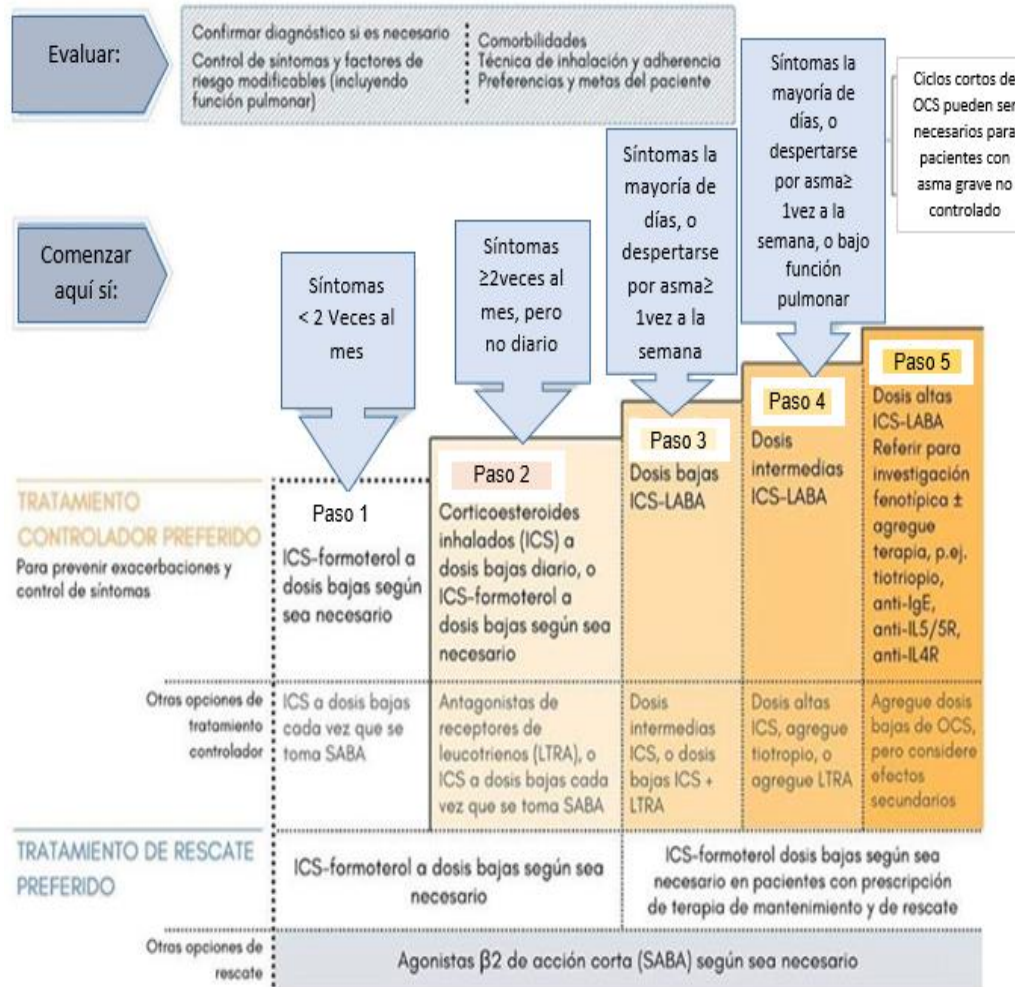 Evaluar:
Confirmar diagnóstico si es necesario
Control de síntomas y factores de
riesgo modificables (incluyendo
función pulmonar)
Comorbilidades
Técnica de inhalación y adherencia
Preferencias y metas del paciente
Ciclos cortos de
OCS pueden ser
necesarios para
pacientes con
asma grave no
controlado
Comenzar
aquí sí:
Síntomas
< 2 Veces al
mes
Síntomas
≥2veces al
mes, pero
no diario
Síntomas la
mayoría de
días, o
despertarse
por asma≥
1vez a la
semana
Síntomas la
mayoría de
días, o
despertarse
por asma≥
1vez a la
semana, o bajo
función
pulmonar
TRATAMIENTO
CONTROLADOR PREFERIDO
Para prevenir exacerbaciones y
control de síntomas
Paso 1
ICS-formoterol a
dosis bajas según
sea necesario
Paso 2
Corticoesteroides
inhalados (ICS) a
dosis bajas diario, o
ICS-formoterol a
dosis bajas según sea
necesario
Paso 3
Dosis bajas
ICS-LABA
Paso 4
Dosis
intermedias
ICS-LABA
Paso 5
Dosis altas
ICS-LABA
Referir para
investigación
fenotípica ±
agregue
terapia, p.ej.
tiotriopio,
anti-IgE,
anti-IL5/5R,
anti-IL4R
Otras opciones de
tratamiento
controlador
ICS a dosis bajas
cada vez que se
toma SABA
Antagonistas de
receptores de
leucotrienos (LTRA), o
ICS a dosis bajas cada
vez que se toma SABA
Dosis
intermedias
ICS, o dosis
bajas ICS +
LTRA
Dosis altas
ICS, agregue
tiotropio, o
agregue LTRA
Agregue dosis
bajas de OCS,
pero considere
efectos
secundarios
TRATAMIENTO DE RESCATE
PREFERIDO
ICS-formoterol a dosis bajas según sea
necesario
ICS-formoterol dosis bajas según sea
necesario en pacientes con prescripción
de terapia de mantenimiento y de rescate
Otras opciones de
rescate
Agonistas β2 de acción corta (SABA) según sea necesario